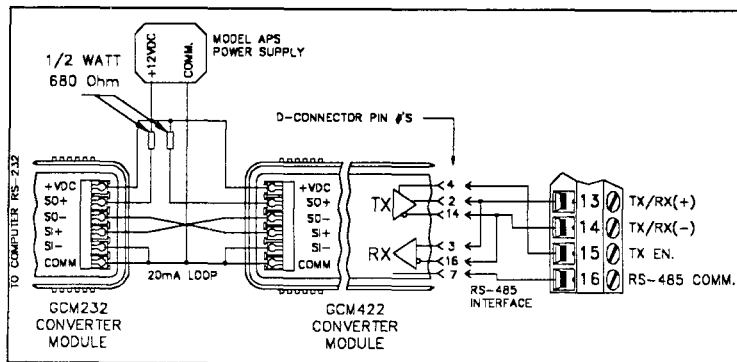 MODEL APS
POWER SUPPLY
+12VDC
COMM.
1/2 WATT
680 Ohm
D-CONNECTOR PIN #'S
TO COMPUTER RS-232
+VDC
SO+
SO-
SI+
SI-
COMM
20mA LOOP
GCM232
CONVERTER
MODULE
+VDC
SO+
SO-
SI+
SI-
COMM
GCM422
CONVERTER
MODULE
TX
RX
4
2
14
3
16
7
RS-485
INTERFACE
13 TX/RX(+)
14 TX/RX(-)
15 TX EN.
16 RS-485 COMM.